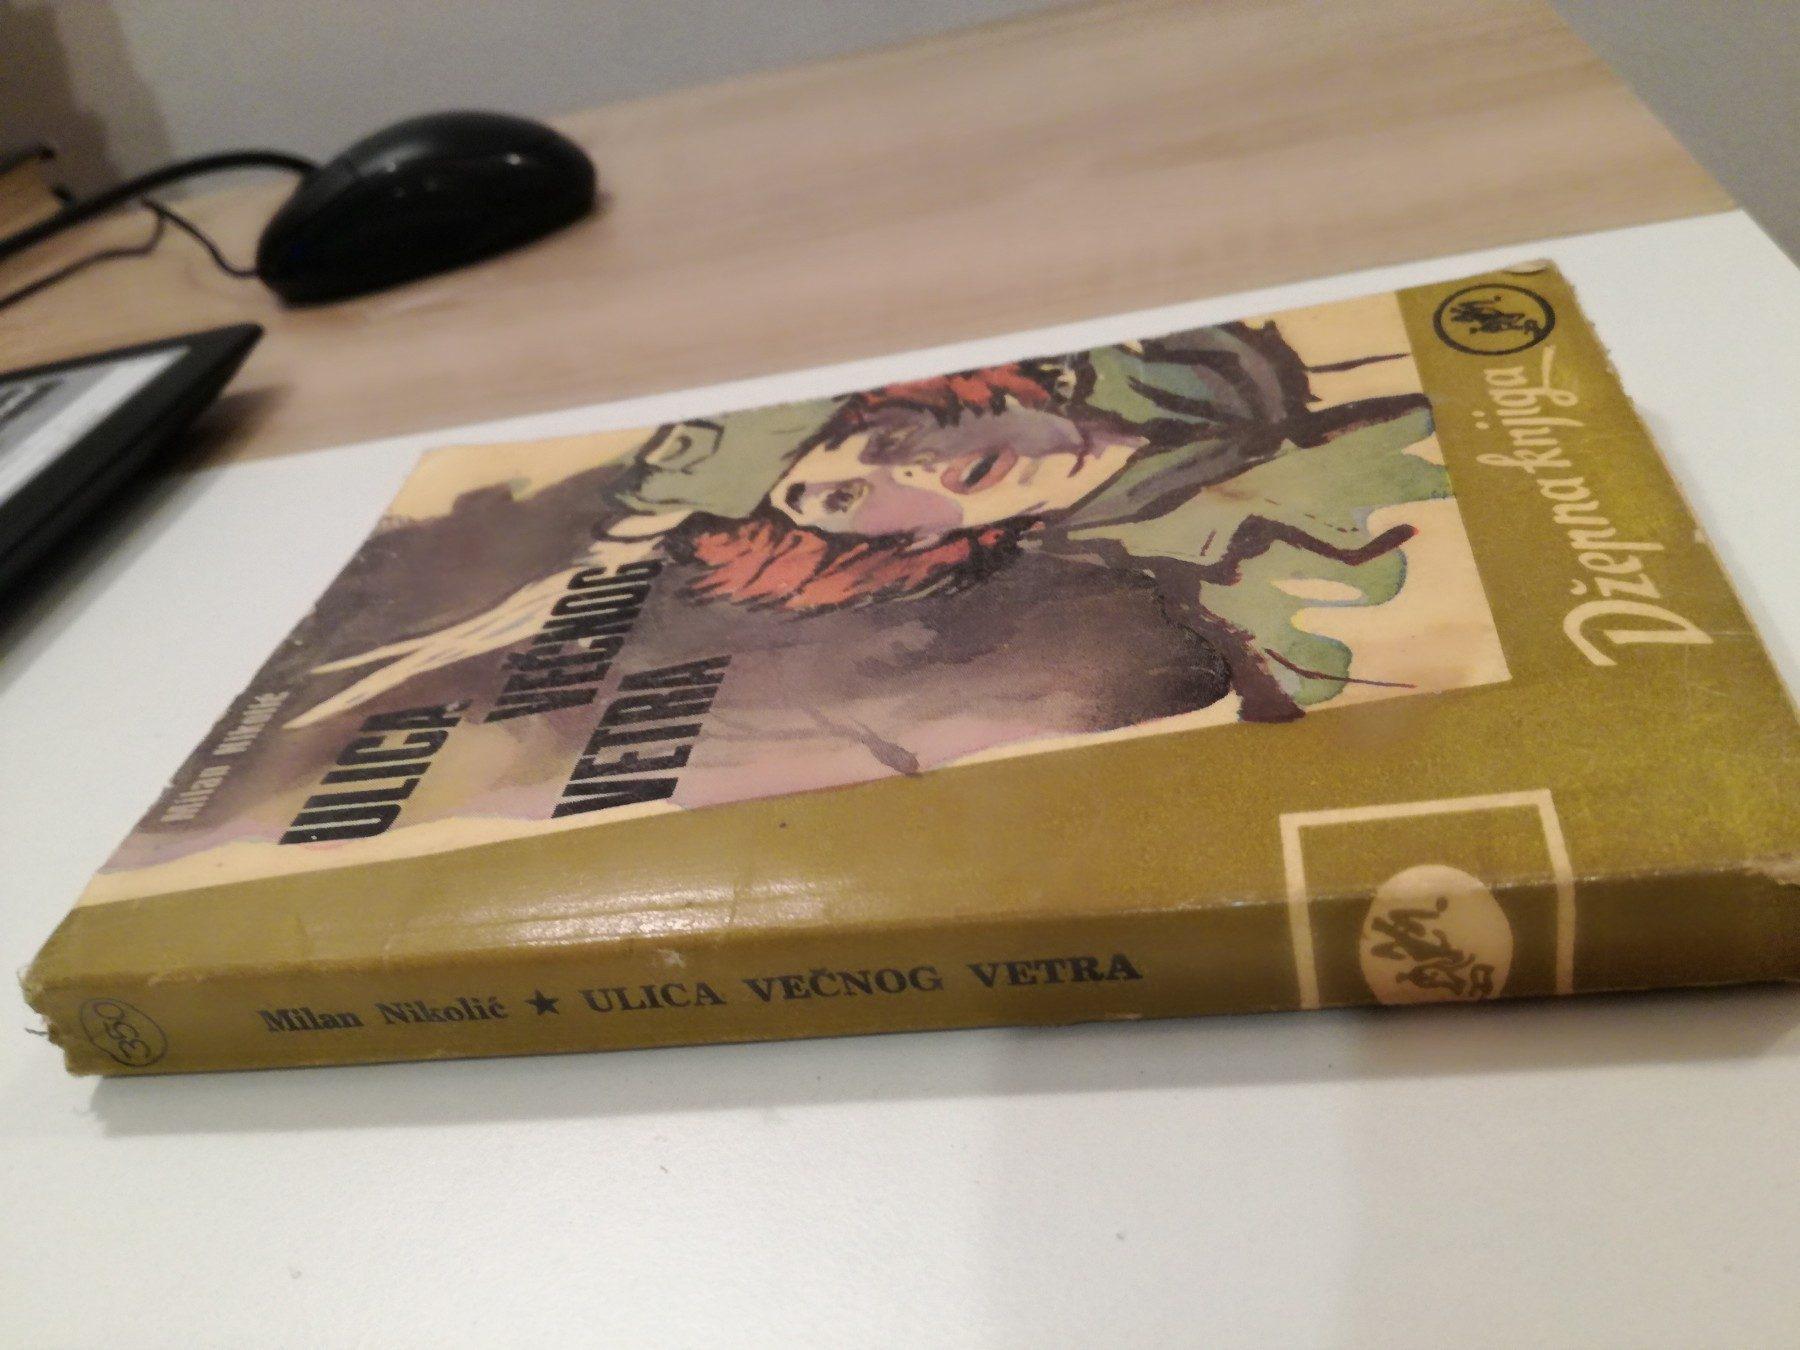 Džepna knjiga
Milan Nikolić
ULICA
VEČNOG
VETRA
Milan Nikolić ★ ULICA VEČNOG VETRA
350